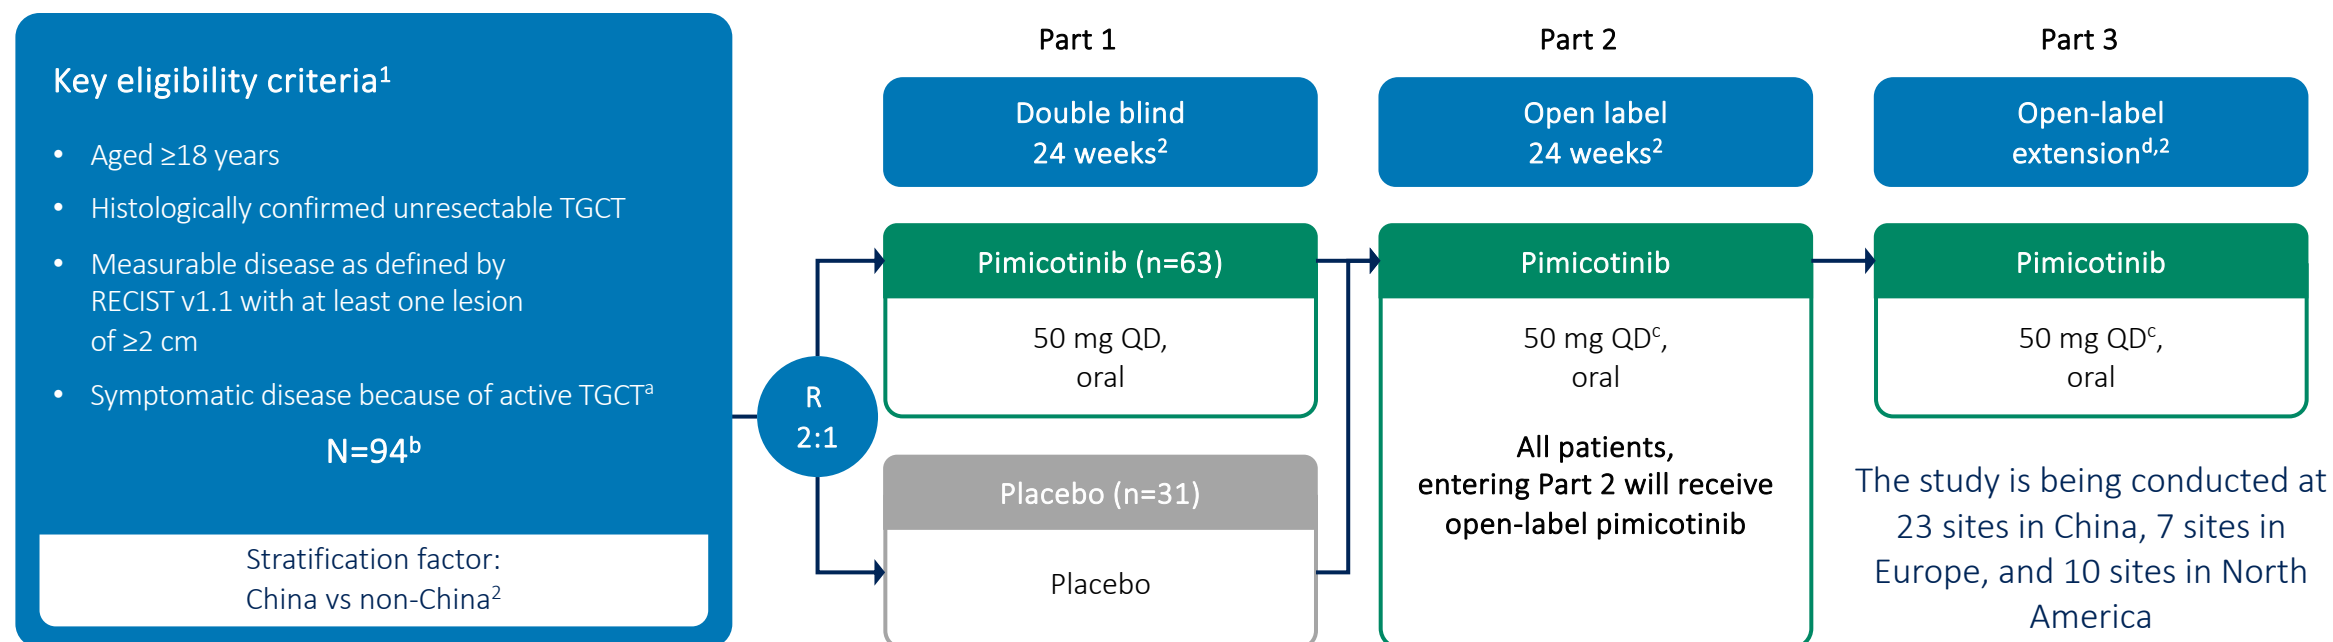 Key eligibility criteria¹
• Aged ≥18 years
• Histologically confirmed unresectable TGCT
• Measurable disease as defined by
RECIST v1.1 with at least one lesion
of ≥2 cm
• Symptomatic disease because of active TGCTᵃ
N=94ᵇ
Stratification factor:
China vs non-China²
R
2:1
Part 1
Double blind
24 weeks²
Pimicotinib (n=63)
50 mg QD,
oral
Placebo (n=31)
Placebo
Part 2
Open label
24 weeks²
Pimicotinib
50 mg QDᶜ,
oral
All patients,
entering Part 2 will receive
open-label pimicotinib
Part 3
Open-label
extensionᵈ,²
Pimicotinib
50 mg QDᶜ,
oral
The study is being conducted at
23 sites in China, 7 sites in
Europe, and 10 sites in North
America